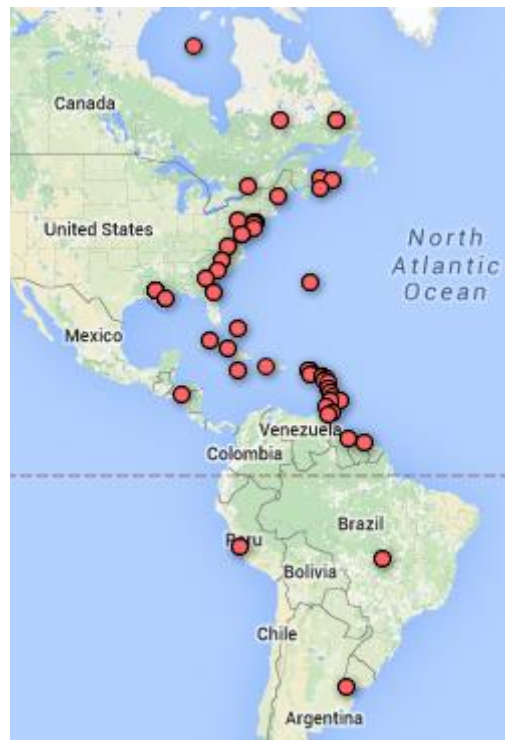 Canada
United States
North
Atlantic
Ocean
Mexico
Venezuela
Colombia
Brazil
Peru
Bolivia
Chile
Argentina